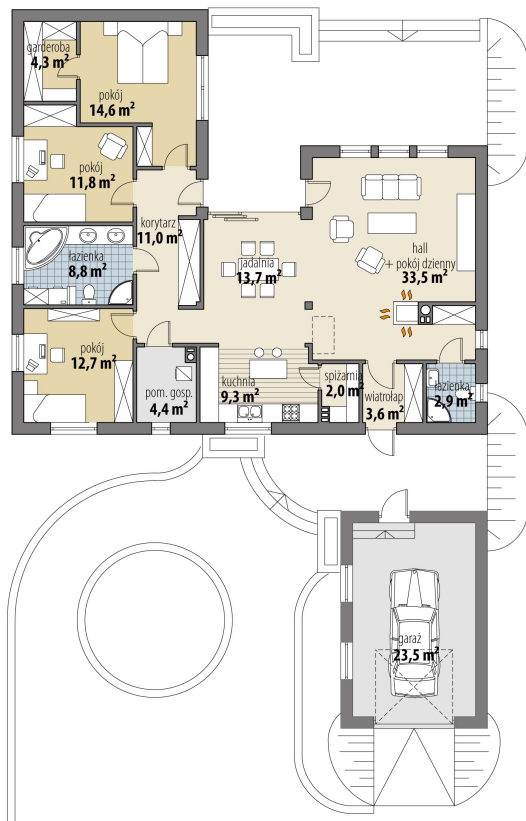 garderoba
4,3 m²
pokój
14,6 m²
pokój
11,8 m²
korytarz
11,0 m²
łazienka
8,8 m²
jadalnia
13,7 m²
hall
+ pokój dzienny
33,5 m²
pokój
12,7 m²
pom. gosp.
4,4 m²
kuchnia
9,3 m²
spiżarnia
2,0 m²
wiatrołap
3,6 m²
łazienka
2,9 m²
garaż
23,5 m²